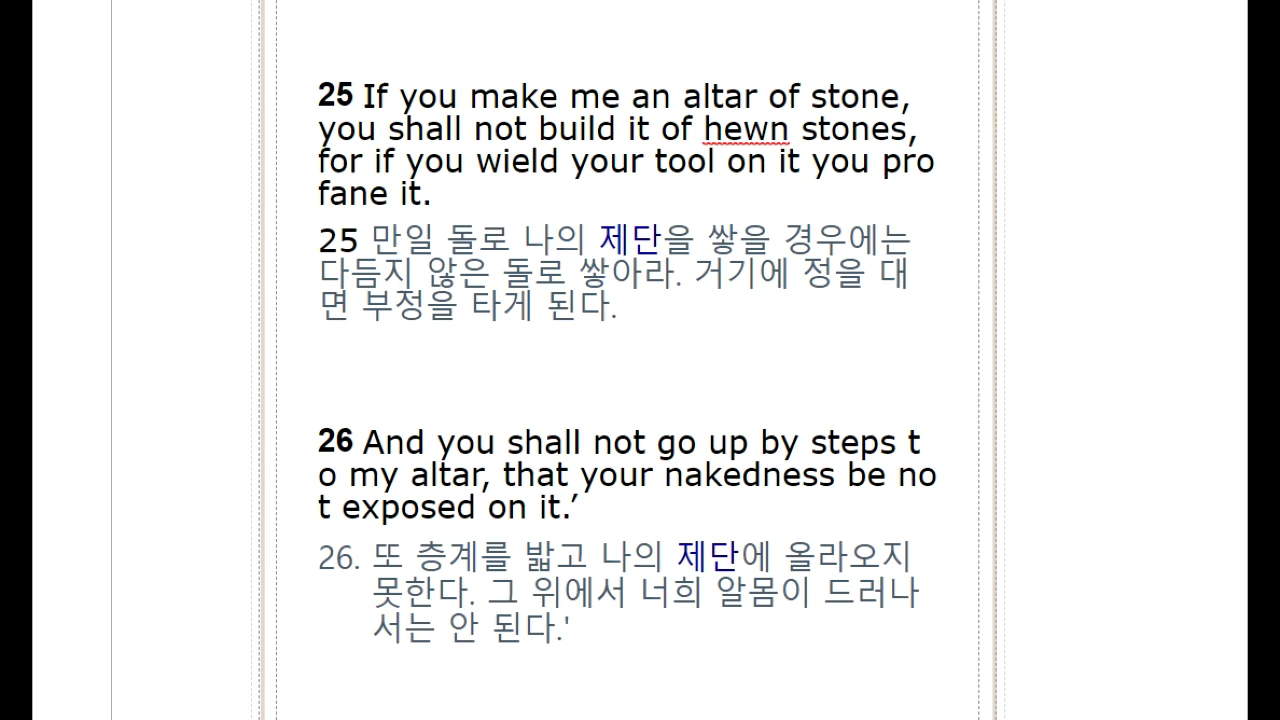 25 If you make me an altar of stone,
you shall not build it of hewn stones,
for if you wield your tool on it you pro
fane it.
25 만일 돌로 나의 제단을 쌓을 경우에는
다듬지 않은 돌로 쌓아라. 거기에 정을 대
면 부정을 타게 된다.
26 And you shall not go up by steps t
o my altar, that your nakedness be no
t exposed on it.’
26. 또 층계를 밟고 나의 제단에 올라오지
못한다. 그 위에서 너희 알몸이 드러나
서는 안 된다.'